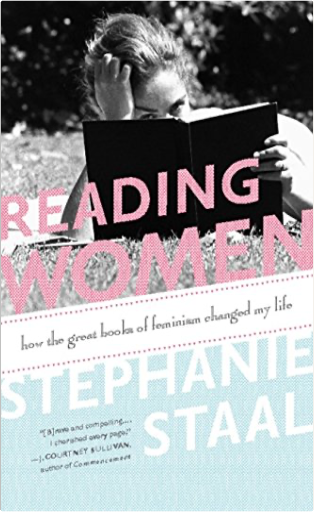 READING
WOMEN
how the great books of feminism changed my life
STEPHANIE
STAAL
"[B]rave and compelling....
I cherished every page."
—J. COURTNEY SULLIVAN,
author of Commencement